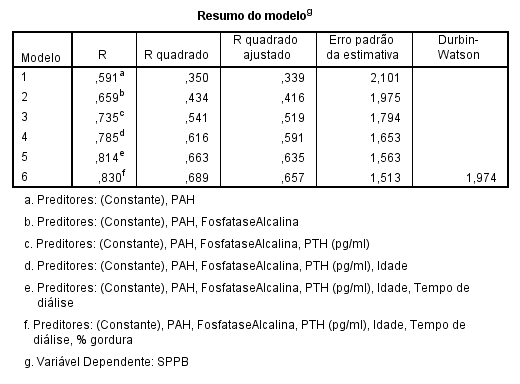 Resumo do modelo^g
Modelo R R quadrado R quadrado ajustado Erro padrão da estimativa Durbin-Watson
1 ,591^a ,350 ,339 2,101
2 ,659^b ,434 ,416 1,975
3 ,735^c ,541 ,519 1,794
4 ,785^d ,616 ,591 1,653
5 ,814^e ,663 ,635 1,563
6 ,830^f ,689 ,657 1,513 1,974
a. Preditores: (Constante), PAH
b. Preditores: (Constante), PAH, FosfataseAlcalina
c. Preditores: (Constante), PAH, FosfataseAlcalina, PTH (pg/ml)
d. Preditores: (Constante), PAH, FosfataseAlcalina, PTH (pg/ml), Idade
e. Preditores: (Constante), PAH, FosfataseAlcalina, PTH (pg/ml), Idade, Tempo de
diálise
f. Preditores: (Constante), PAH, FosfataseAlcalina, PTH (pg/ml), Idade, Tempo de
diálise, % gordura
g. Variável Dependente: SPPB